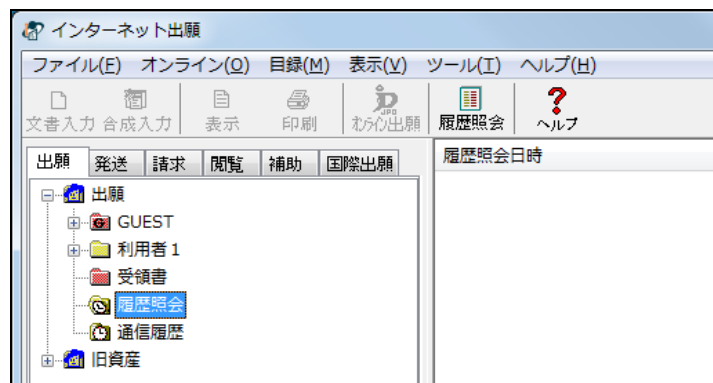 インターネット出願
ファイル(F) オンライン(O) 目録(M) 表示(V) ツール(T) ヘルプ(H)
文書入力 合成入力 表示 印刷 オンライン出願 履歴照会 ヘルプ
出願 発送 請求 閲覧 補助 国際出願
履歴照会日時
出願
GUEST
利用者1
受領書
履歴照会
通信履歴
旧資産